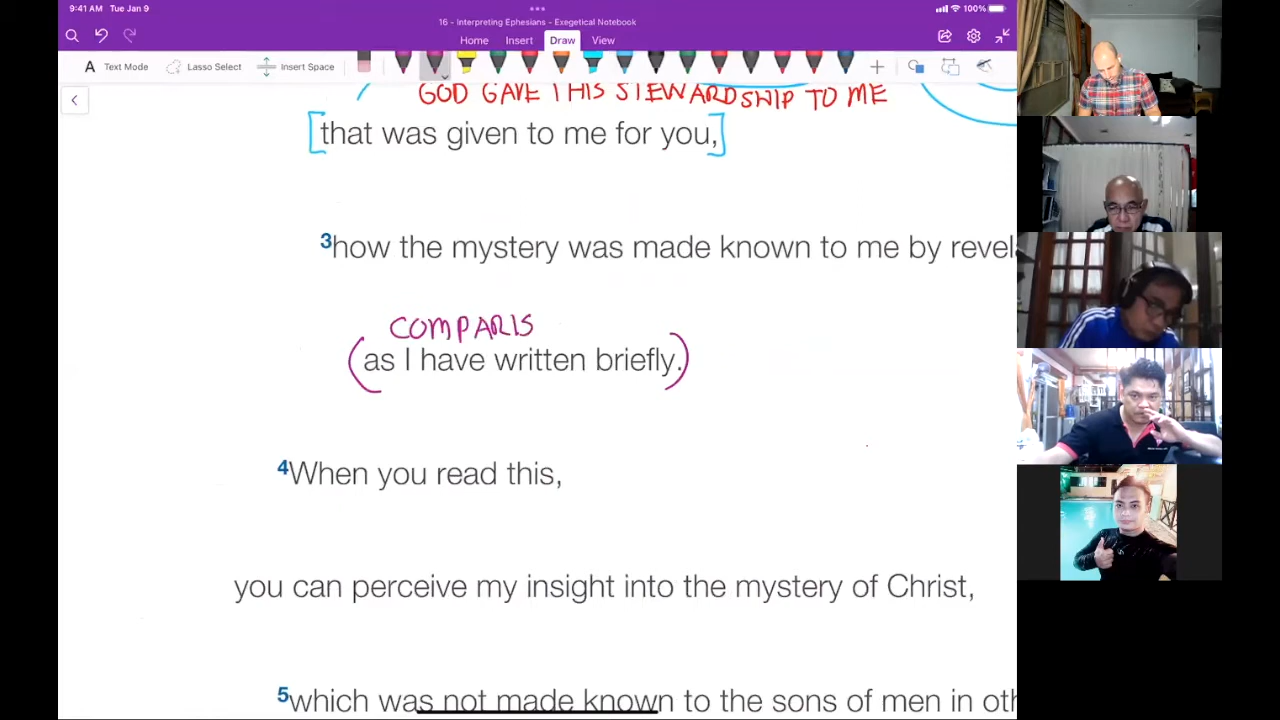 9:41 AM Tue Jan 9
100%
16 - Interpreting Ephesians - Exegetical Notebook
Home Insert Draw View
A Text Mode Lasso Select Insert Space
GOD GAVE THIS STEWARDSHIP TO ME
[that was given to me for you,]
3how the mystery was made known to me by revel
COMPARIS
(as I have written briefly.)
4When you read this,
you can perceive my insight into the mystery of Christ,
5which was not made known to the sons of men in oth